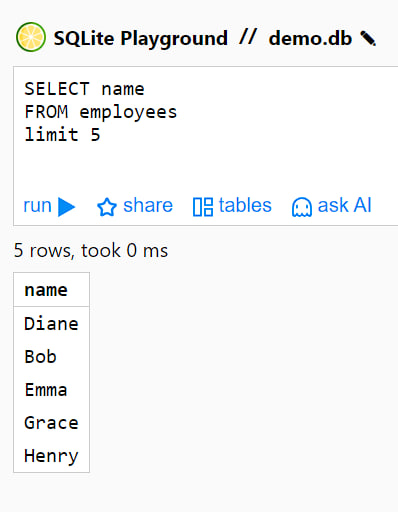 SQLite Playground // demo.db
SELECT name
FROM employees
limit 5
run share tables ask AI
5 rows, took 0 ms
name
Diane
Bob
Emma
Grace
Henry